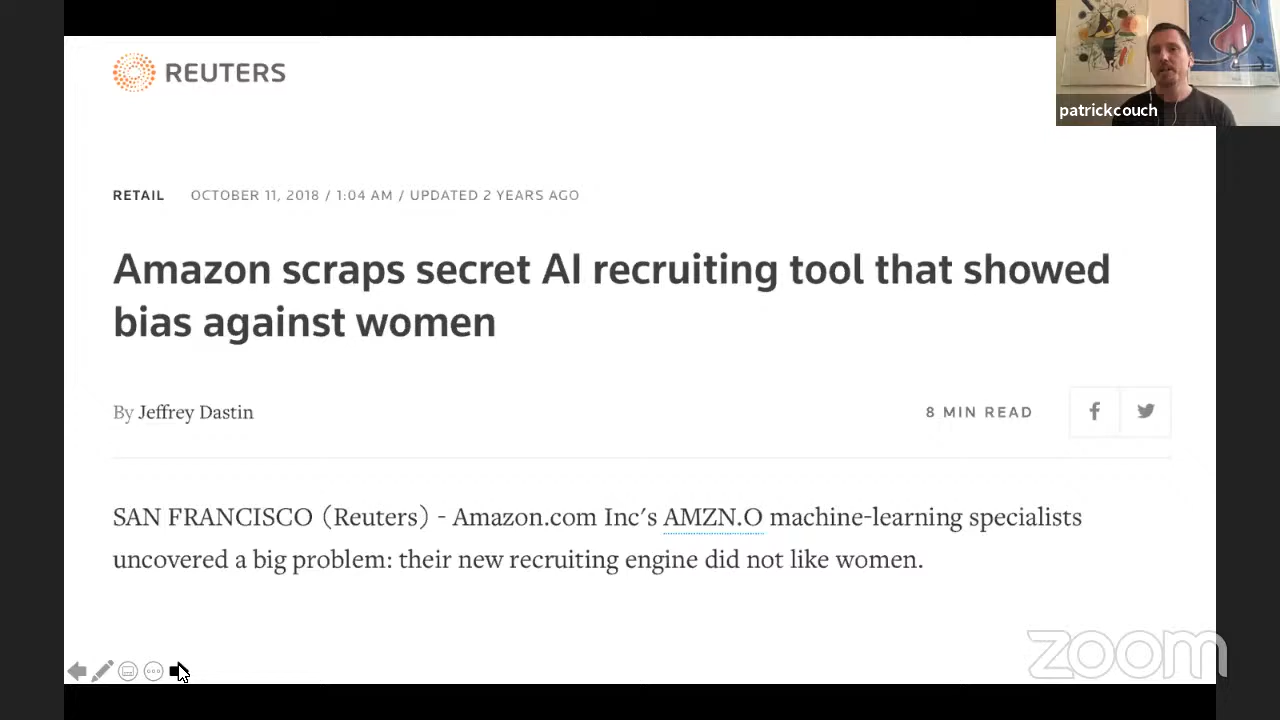 REUTERS
patrickcouch
RETAIL OCTOBER 11, 2018 / 1:04 AM / UPDATED 2 YEARS AGO
Amazon scraps secret AI recruiting tool that showed
bias against women
By Jeffrey Dastin
8 MIN READ
SAN FRANCISCO (Reuters) - Amazon.com Inc's AMZN.O machine-learning specialists
uncovered a big problem: their new recruiting engine did not like women.
zoom